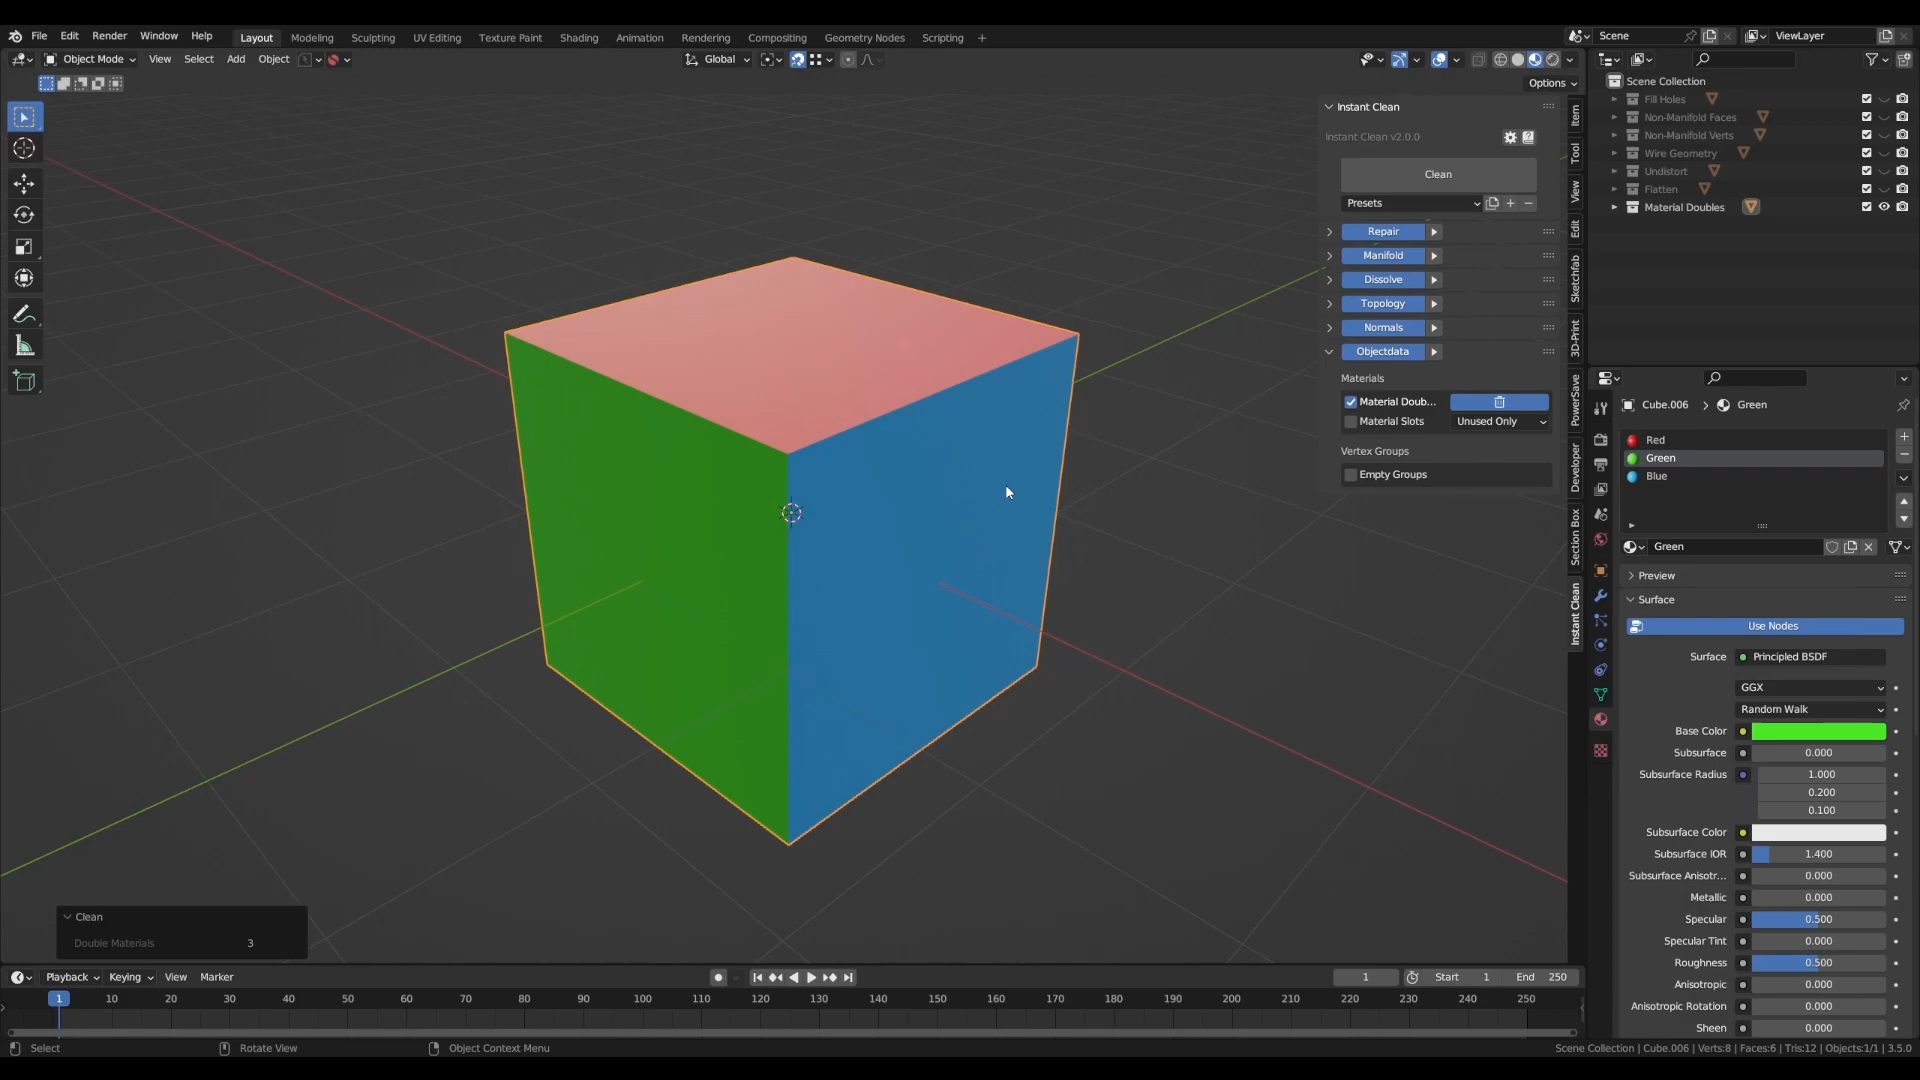 File Edit Render Window Help Layout Modeling Sculpting UV Editing Texture Paint Shading Animation Rendering Compositing Geometry Nodes Scripting + Scene ViewLayer
Object Mode View Select Add Object Global
Options
Instant Clean
Instant Clean v2.0.0
Clean
Presets
Repair
Manifold
Dissolve
Topology
Normals
Objectdata
Materials
Material Doub...
Material Slots Unused Only
Vertex Groups
Empty Groups
Item
Tool
View
Edit
Sketchfab
3D-Print
PowerSave
Developer
Section Box
Instant Clean
Scene Collection
Fill Holes
Non-Manifold Faces
Non-Manifold Verts
Wire Geometry
Undistort
Flatten
Material Doubles
Cube.006 > Green
Red
Green
Blue
Green
Preview
Surface
Use Nodes
Surface Principled BSDF
GGX
Random Walk
Base Color
Subsurface 0.000
Subsurface Radius 1.000
0.200
0.100
Subsurface Color
Subsurface IOR 1.400
Subsurface Anisotr... 0.000
Metallic 0.000
Specular 0.500
Specular Tint 0.000
Roughness 0.500
Anisotropic 0.000
Anisotropic Rotation 0.000
Sheen 0.000
Clean
Double Materials 3
Playback Keying View Marker 1 Start 1 End 250
1 10 20 30 40 50 60 70 80 90 100 110 120 130 140 150 160 170 180 190 200 210 220 230 240 250
Select Rotate View Object Context Menu Scene Collection | Cube.006 | Verts:8 | Faces:6 | Tris:12 | Objects:1/1 | 3.5.0